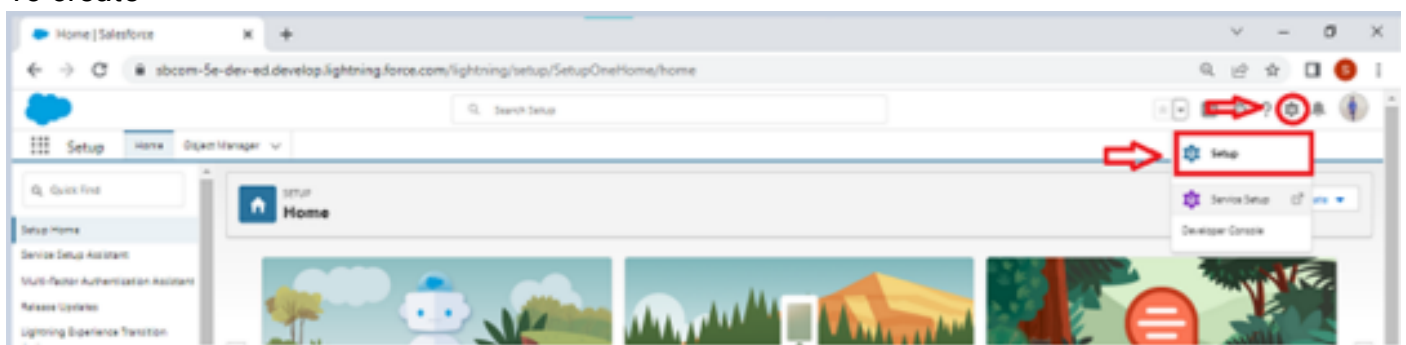 To create
Home | Salesforce
sbcom-5e-dev-ed.develop.lightning.force.com/lightning/setup/SetupOneHome/home
S
Search Setup
?
Setup Home Object Manager
Setup
Quick Find
SETUP
Home
Service Setup
Setup Home
Developer Console
Service Setup Assistant
Multi-Factor Authentication Assistant
Release Updates
Lightning Experience Transition